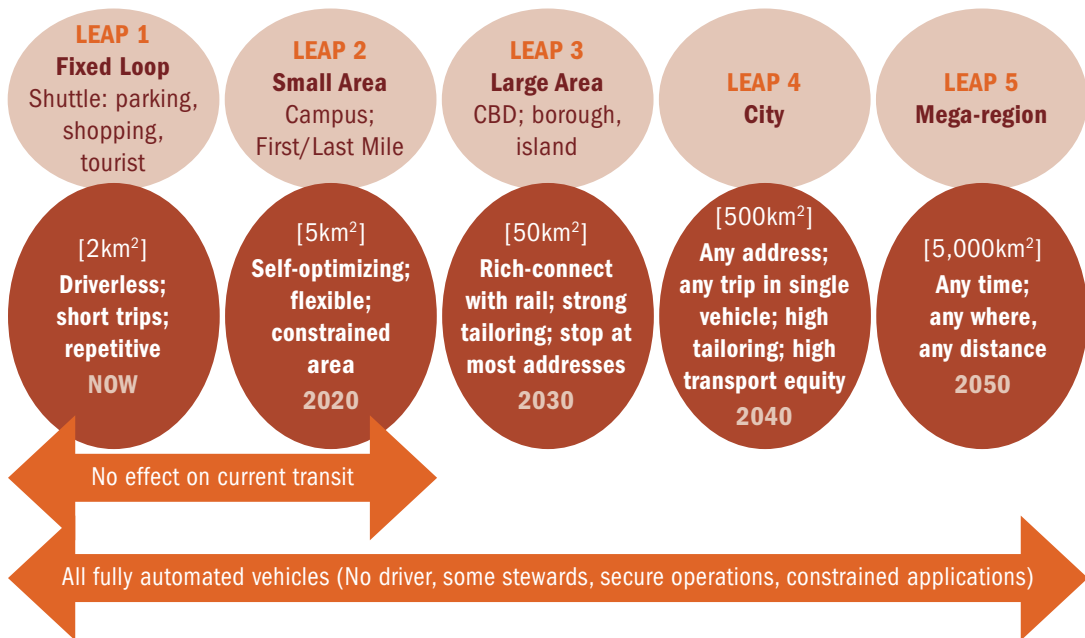 LEAP 1
Fixed Loop
Shuttle: parking,
shopping,
tourist
LEAP 2
Small Area
Campus;
First/Last Mile
LEAP 3
Large Area
CBD; borough,
island
LEAP 4
City
LEAP 5
Mega-region
[2km²]
Driverless;
short trips;
repetitive
NOW
[5km²]
Self-optimizing;
flexible;
constrained
area
2020
[50km²]
Rich-connect
with rail; strong
tailoring; stop at
most addresses
2030
[500km²]
Any address;
any trip in single
vehicle; high
tailoring; high
transport equity
2040
[5,000km²]
Any time;
any where,
any distance
2050
No effect on current transit
All fully automated vehicles (No driver, some stewards, secure operations, constrained applications)